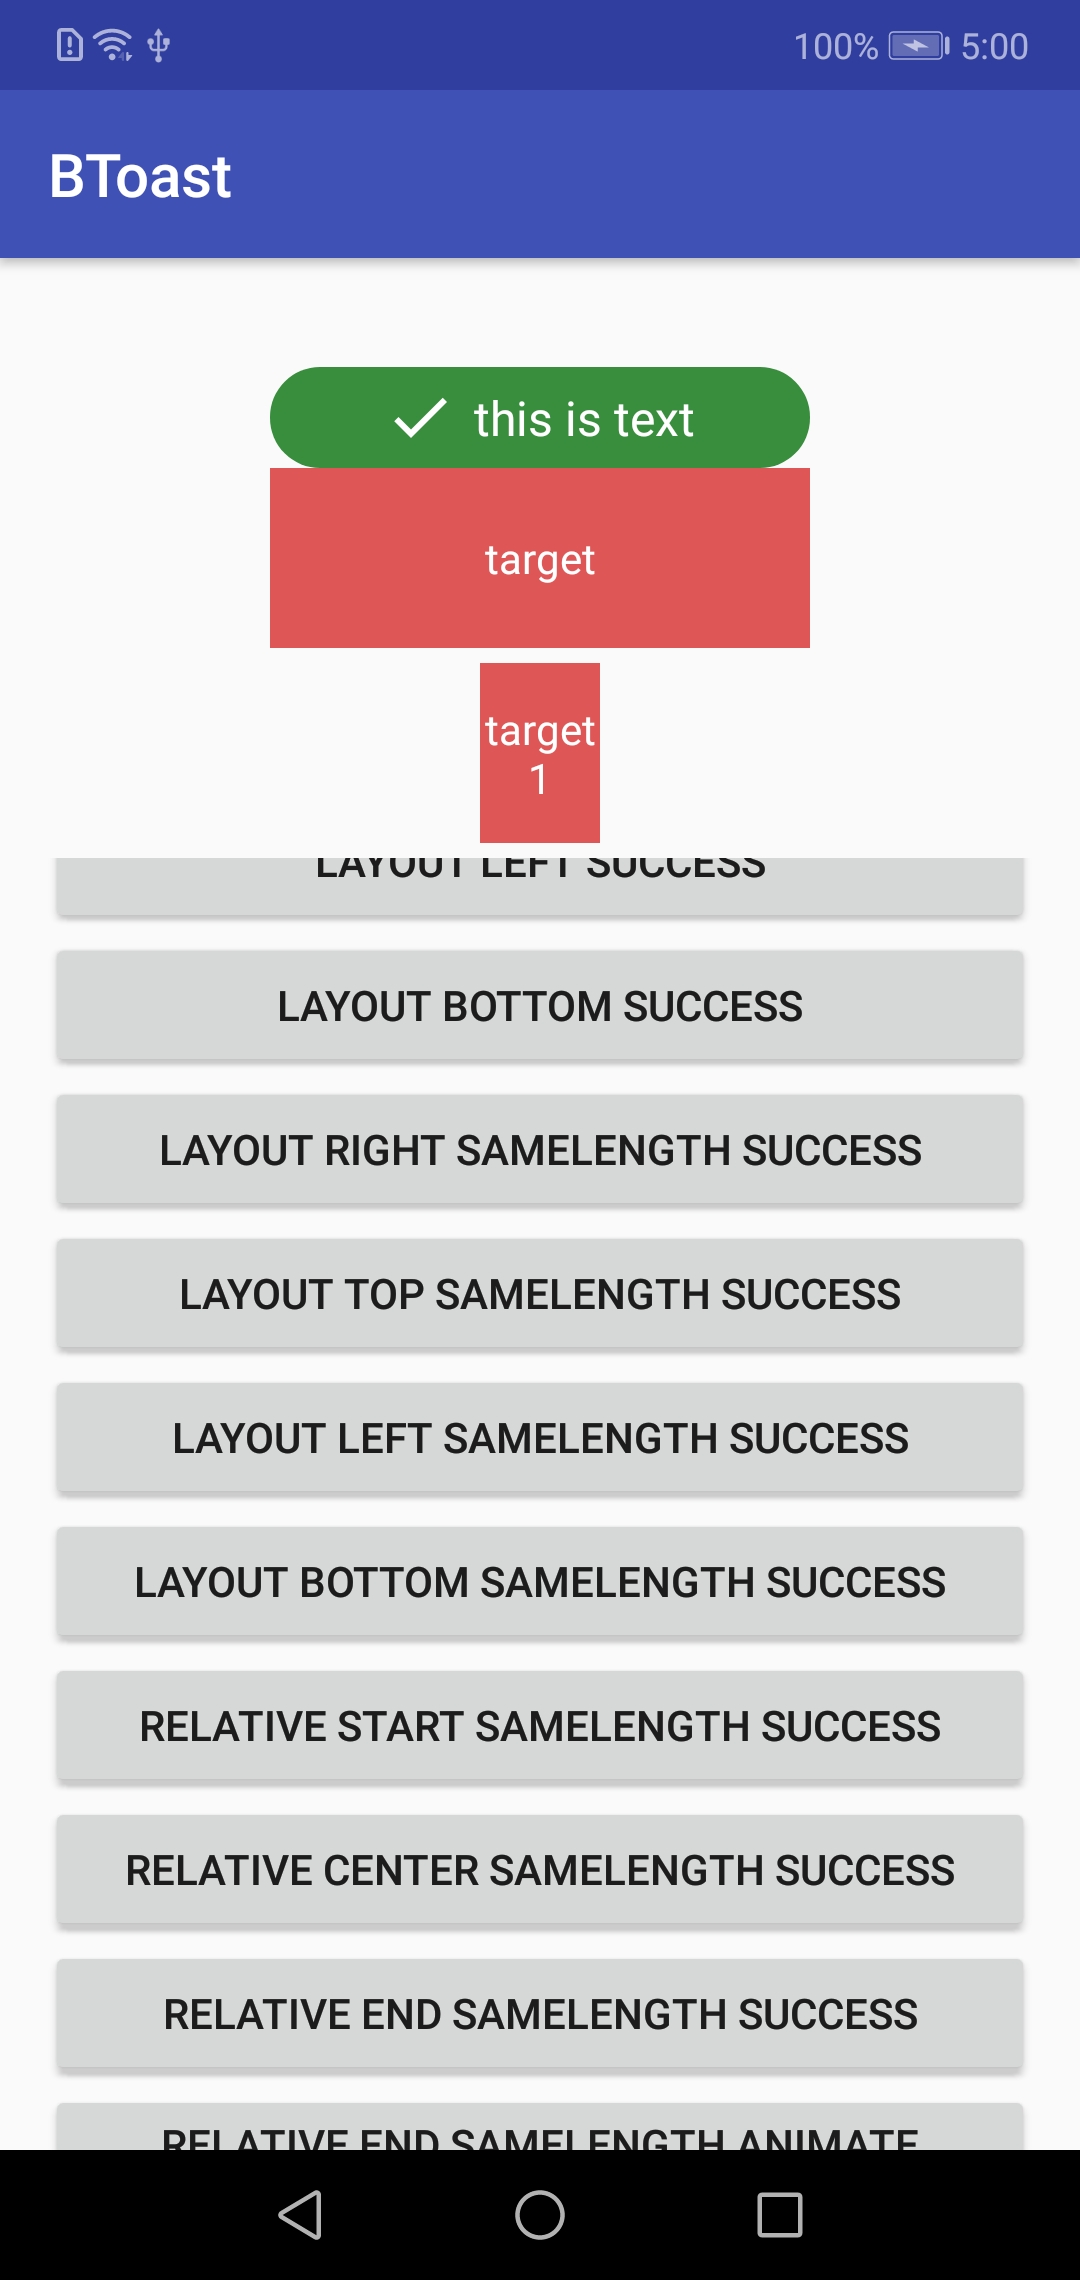 100% 5:00
BToast
this is text
target
target
1
LAYOUT LEFT SUCCESS
LAYOUT BOTTOM SUCCESS
LAYOUT RIGHT SAMELENGTH SUCCESS
LAYOUT TOP SAMELENGTH SUCCESS
LAYOUT LEFT SAMELENGTH SUCCESS
LAYOUT BOTTOM SAMELENGTH SUCCESS
RELATIVE START SAMELENGTH SUCCESS
RELATIVE CENTER SAMELENGTH SUCCESS
RELATIVE END SAMELENGTH SUCCESS
RELATIVE END SAMELENGTH ANIMATE